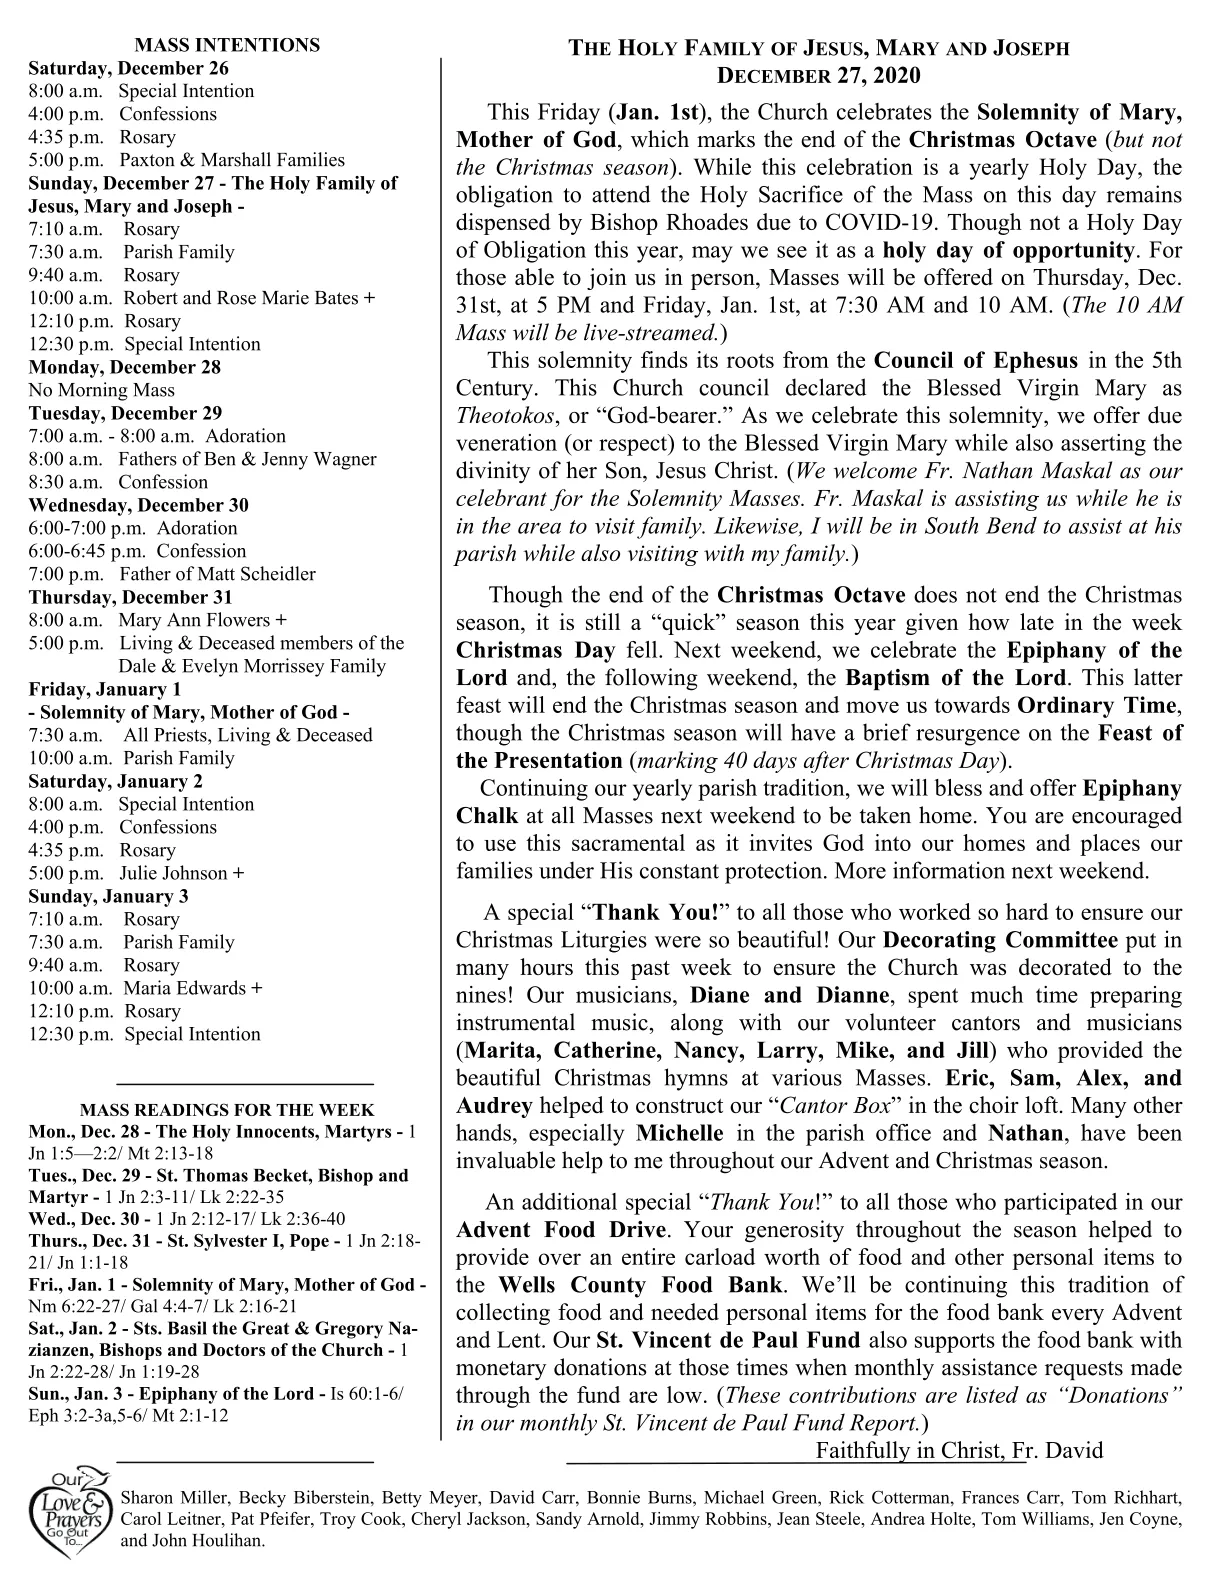 MASS INTENTIONS
Saturday, December 26
8:00 a.m. Special Intention
4:00 p.m. Confessions
4:35 p.m. Rosary
5:00 p.m. Paxton & Marshall Families
Sunday, December 27 - The Holy Family of
Jesus, Mary and Joseph -
7:10 a.m. Rosary
7:30 a.m. Parish Family
9:40 a.m. Rosary
10:00 a.m. Robert and Rose Marie Bates +
12:10 p.m. Rosary
12:30 p.m. Special Intention
Monday, December 28
No Morning Mass
Tuesday, December 29
7:00 a.m. - 8:00 a.m. Adoration
8:00 a.m. Fathers of Ben & Jenny Wagner
8:30 a.m. Confession
Wednesday, December 30
6:00-7:00 p.m. Adoration
6:00-6:45 p.m. Confession
7:00 p.m. Father of Matt Scheidler
Thursday, December 31
8:00 a.m. Mary Ann Flowers +
5:00 p.m. Living & Deceased members of the
Dale & Evelyn Morrissey Family
Friday, January 1
- Solemnity of Mary, Mother of God -
7:30 a.m. All Priests, Living & Deceased
10:00 a.m. Parish Family
Saturday, January 2
8:00 a.m. Special Intention
4:00 p.m. Confessions
4:35 p.m. Rosary
5:00 p.m. Julie Johnson +
Sunday, January 3
7:10 a.m. Rosary
7:30 a.m. Parish Family
9:40 a.m. Rosary
10:00 a.m. Maria Edwards +
12:10 p.m. Rosary
12:30 p.m. Special Intention
MASS READINGS FOR THE WEEK
Mon., Dec. 28 - The Holy Innocents, Martyrs - 1
Jn 1:5—2:2/ Mt 2:13-18
Tues., Dec. 29 - St. Thomas Becket, Bishop and
Martyr - 1 Jn 2:3-11/ Lk 2:22-35
Wed., Dec. 30 - 1 Jn 2:12-17/ Lk 2:36-40
Thurs., Dec. 31 - St. Sylvester I, Pope - 1 Jn 2:18-
21/ Jn 1:1-18
Fri., Jan. 1 - Solemnity of Mary, Mother of God -
Nm 6:22-27/ Gal 4:4-7/ Lk 2:16-21
Sat., Jan. 2 - Sts. Basil the Great & Gregory Na-
zianzen, Bishops and Doctors of the Church - 1
Jn 2:22-28/ Jn 1:19-28
Sun., Jan. 3 - Epiphany of the Lord - Is 60:1-6/
Eph 3:2-3a,5-6/ Mt 2:1-12
THE HOLY FAMILY OF JESUS, MARY AND JOSEPH
DECEMBER 27, 2020
This Friday (Jan. 1st), the Church celebrates the Solemnity of Mary,
Mother of God, which marks the end of the Christmas Octave (but not
the Christmas season). While this celebration is a yearly Holy Day, the
obligation to attend the Holy Sacrifice of the Mass on this day remains
dispensed by Bishop Rhoades due to COVID-19. Though not a Holy Day
of Obligation this year, may we see it as a holy day of opportunity. For
those able to join us in person, Masses will be offered on Thursday, Dec.
31st, at 5 PM and Friday, Jan. 1st, at 7:30 AM and 10 AM. (The 10 AM
Mass will be live-streamed.)
This solemnity finds its roots from the Council of Ephesus in the 5th
Century. This Church council declared the Blessed Virgin Mary as
Theotokos, or “God-bearer.” As we celebrate this solemnity, we offer due
veneration (or respect) to the Blessed Virgin Mary while also asserting the
divinity of her Son, Jesus Christ. (We welcome Fr. Nathan Maskal as our
celebrant for the Solemnity Masses. Fr. Maskal is assisting us while he is
in the area to visit family. Likewise, I will be in South Bend to assist at his
parish while also visiting with my family.)
Though the end of the Christmas Octave does not end the Christmas
season, it is still a “quick” season this year given how late in the week
Christmas Day fell. Next weekend, we celebrate the Epiphany of the
Lord and, the following weekend, the Baptism of the Lord. This latter
feast will end the Christmas season and move us towards Ordinary Time,
though the Christmas season will have a brief resurgence on the Feast of
the Presentation (marking 40 days after Christmas Day).
Continuing our yearly parish tradition, we will bless and offer Epiphany
Chalk at all Masses next weekend to be taken home. You are encouraged
to use this sacramental as it invites God into our homes and places our
families under His constant protection. More information next weekend.
A special “Thank You!” to all those who worked so hard to ensure our
Christmas Liturgies were so beautiful! Our Decorating Committee put in
many hours this past week to ensure the Church was decorated to the
nines! Our musicians, Diane and Dianne, spent much time preparing
instrumental music, along with our volunteer cantors and musicians
(Marita, Catherine, Nancy, Larry, Mike, and Jill) who provided the
beautiful Christmas hymns at various Masses. Eric, Sam, Alex, and
Audrey helped to construct our “Cantor Box” in the choir loft. Many other
hands, especially Michelle in the parish office and Nathan, have been
invaluable help to me throughout our Advent and Christmas season.
An additional special “Thank You!” to all those who participated in our
Advent Food Drive. Your generosity throughout the season helped to
provide over an entire carload worth of food and other personal items to
the Wells County Food Bank. We’ll be continuing this tradition of
collecting food and needed personal items for the food bank every Advent
and Lent. Our St. Vincent de Paul Fund also supports the food bank with
monetary donations at those times when monthly assistance requests made
through the fund are low. (These contributions are listed as “Donations”
in our monthly St. Vincent de Paul Fund Report.)
Faithfully in Christ, Fr. David
Our
Love &
Prayers
Go Out
To...
Sharon Miller, Becky Biberstein, Betty Meyer, David Carr, Bonnie Burns, Michael Green, Rick Cotterman, Frances Carr, Tom Richhart,
Carol Leitner, Pat Pfeifer, Troy Cook, Cheryl Jackson, Sandy Arnold, Jimmy Robbins, Jean Steele, Andrea Holte, Tom Williams, Jen Coyne,
and John Houlihan.